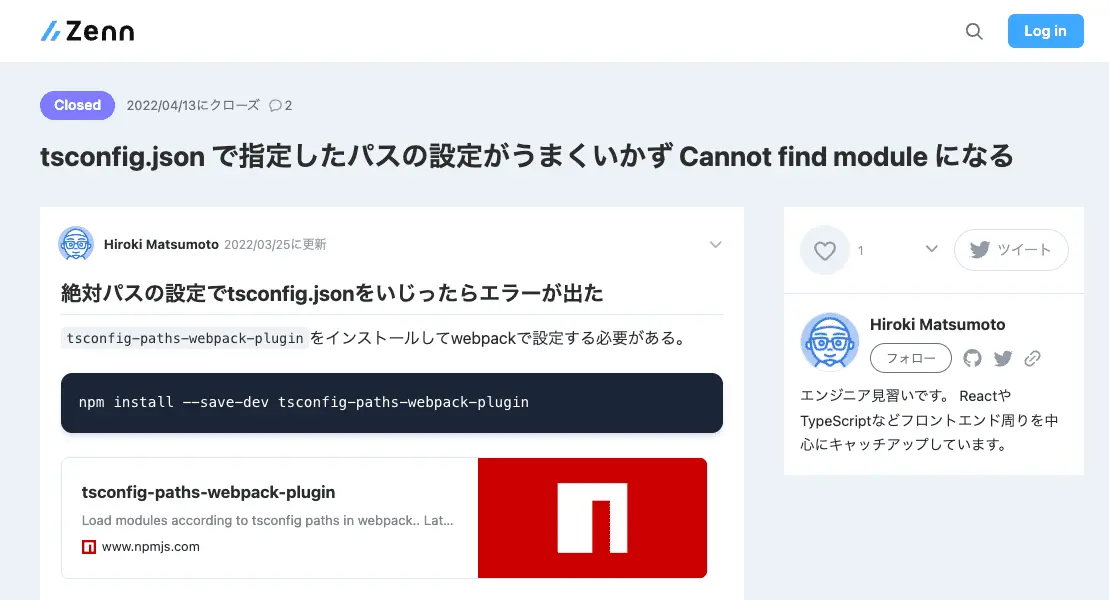 Zenn
Log in
Closed 2022/04/13にクローズ 2
tsconfig.json で指定したパスの設定がうまくいかず Cannot find module になる
Hiroki Matsumoto 2022/03/25に更新
絶対パスの設定でtsconfig.jsonをいじったらエラーが出た
tsconfig-paths-webpack-plugin をインストールしてwebpackで設定する必要がある。
npm install --save-dev tsconfig-paths-webpack-plugin
tsconfig-paths-webpack-plugin
Load modules according to tsconfig paths in webpack.. Lat...
www.npmjs.com
1
ツイート
Hiroki Matsumoto
フォロー
エンジニア見習いです。 Reactや
TypeScriptなどフロントエンド周りを中
心にキャッチアップしています。